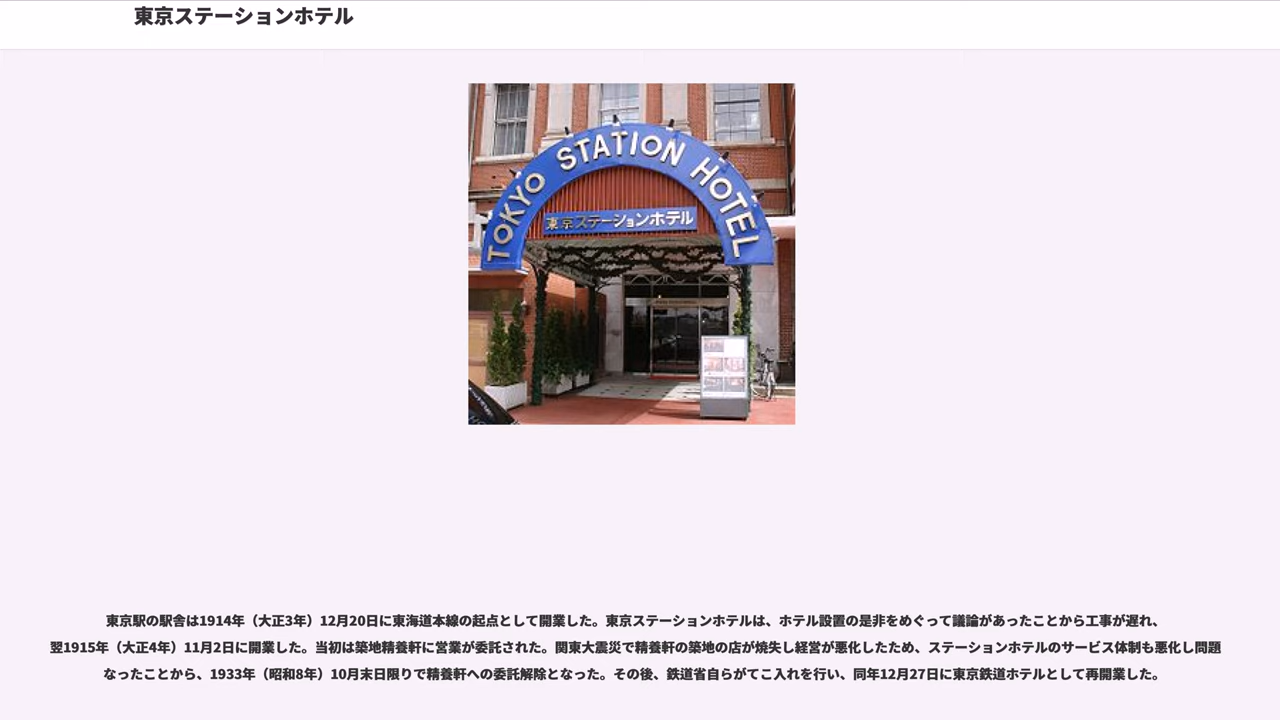 東京ステーションホテル
TOKYO STATION HOTEL
東京ステーションホテル
東京駅の駅舎は1914年（大正3年）12月20日に東海道本線の起点として開業した。東京ステーションホテルは、ホテル設置の是非をめぐって議論があったことから工事が遅れ、
翌1915年（大正4年）11月2日に開業した。当初は築地精養軒に営業が委託された。関東大震災で精養軒の築地の店が焼失し経営が悪化したため、ステーションホテルのサービス体制も悪化し問題
なったことから、1933年（昭和8年）10月末日限りで精養軒への委託解除となった。その後、鉄道省自らがてこ入れを行い、同年12月27日に東京鉄道ホテルとして再開業した。